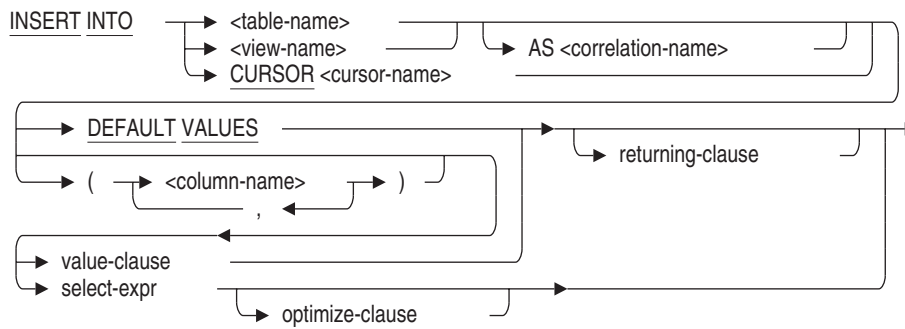 INSERT INTO <table-name>
<view-name> AS <correlation-name>
CURSOR <cursor-name>
DEFAULT VALUES
returning-clause
( <column-name> )
,
value-clause
select-expr
optimize-clause